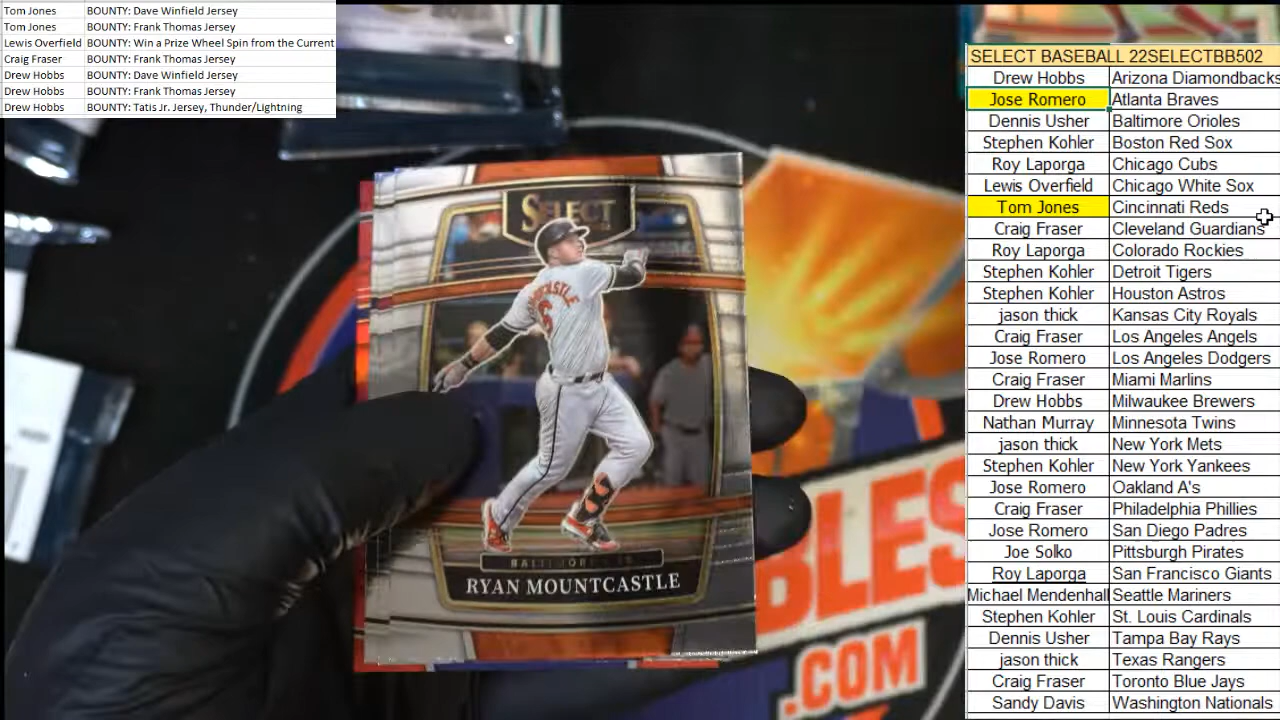 Tom Jones BOUNTY: Dave Winfield Jersey
Tom Jones BOUNTY: Frank Thomas Jersey
Lewis Overfield BOUNTY: Win a Prize Wheel Spin from the Current
Craig Fraser BOUNTY: Frank Thomas Jersey
Drew Hobbs BOUNTY: Dave Winfield Jersey
Drew Hobbs BOUNTY: Frank Thomas Jersey
Drew Hobbs BOUNTY: Tatis Jr. Jersey, Thunder/Lightning
SELECT
6
RYAN MOUNTCASTLE
BLES
.COM
SELECT BASEBALL 22SELECTBB502
Drew Hobbs Arizona Diamondbacks
Jose Romero Atlanta Braves
Dennis Usher Baltimore Orioles
Stephen Kohler Boston Red Sox
Roy Laporga Chicago Cubs
Lewis Overfield Chicago White Sox
Tom Jones Cincinnati Reds
Craig Fraser Cleveland Guardians
Roy Laporga Colorado Rockies
Stephen Kohler Detroit Tigers
Stephen Kohler Houston Astros
jason thick Kansas City Royals
Craig Fraser Los Angeles Angels
Jose Romero Los Angeles Dodgers
Craig Fraser Miami Marlins
Drew Hobbs Milwaukee Brewers
Nathan Murray Minnesota Twins
jason thick New York Mets
Stephen Kohler New York Yankees
Jose Romero Oakland A's
Craig Fraser Philadelphia Phillies
Jose Romero San Diego Padres
Joe Solko Pittsburgh Pirates
Roy Laporga San Francisco Giants
Michael Mendenhall Seattle Mariners
Stephen Kohler St. Louis Cardinals
Dennis Usher Tampa Bay Rays
jason thick Texas Rangers
Craig Fraser Toronto Blue Jays
Sandy Davis Washington Nationals